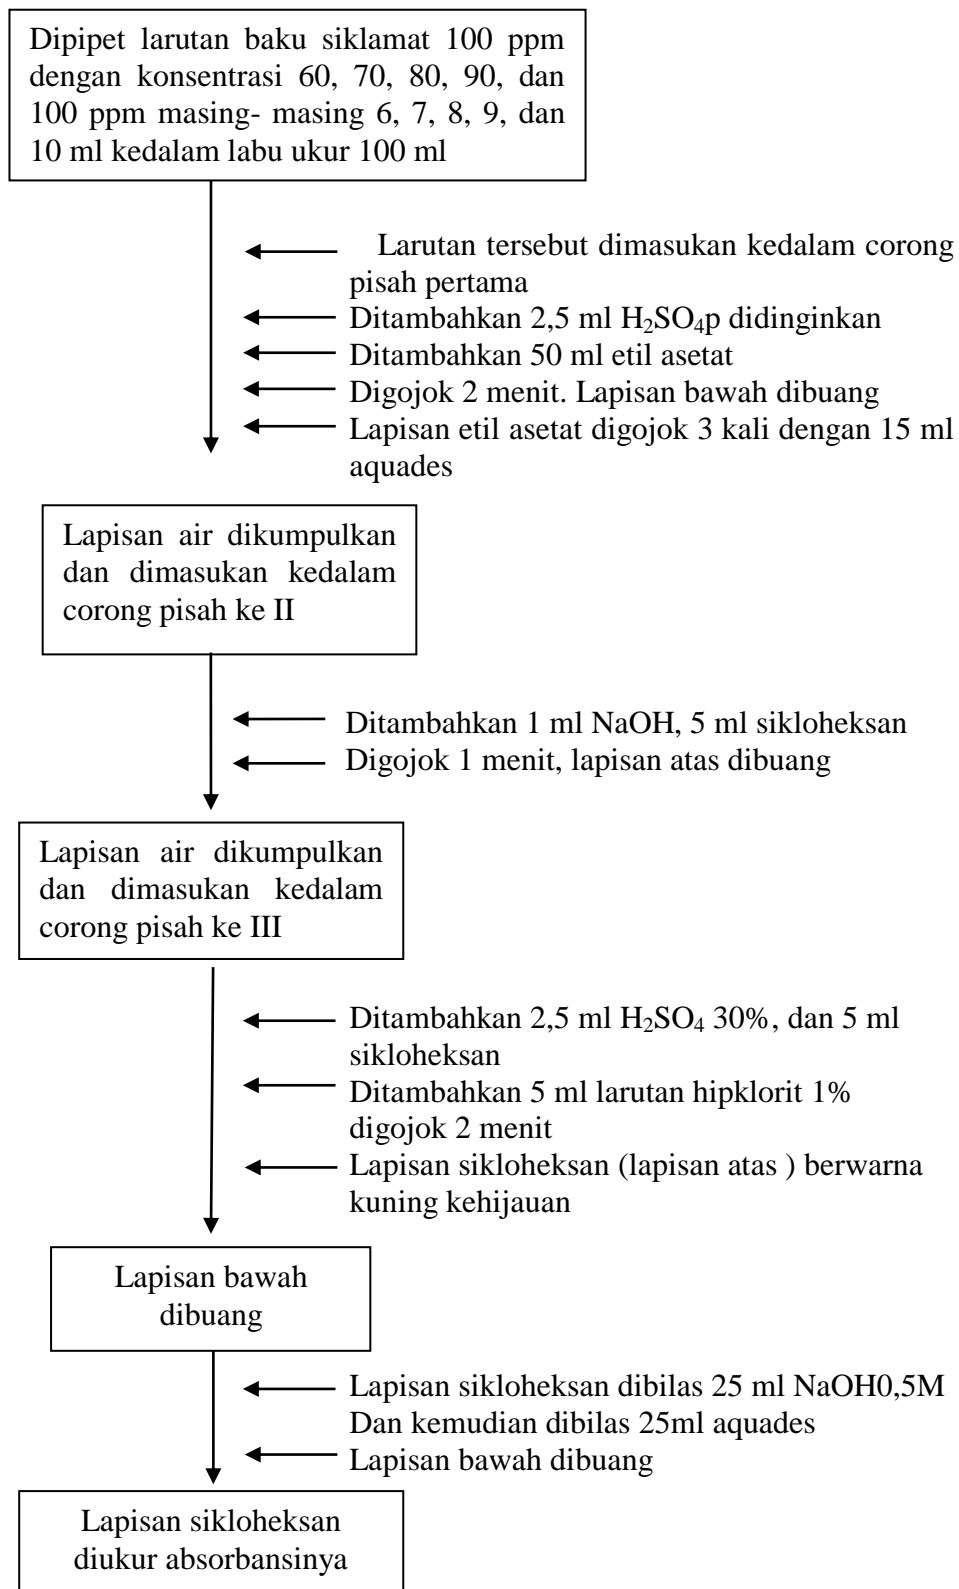 Dipipet larutan baku siklamat 100 ppm
dengan konsentrasi 60, 70, 80, 90, dan
100 ppm masing- masing 6, 7, 8, 9, dan
10 ml kedalam labu ukur 100 ml
Larutan tersebut dimasukan kedalam corong
pisah pertama
Ditambahkan 2,5 ml H₂SO₄p didinginkan
Ditambahkan 50 ml etil asetat
Digojok 2 menit. Lapisan bawah dibuang
Lapisan etil asetat digojok 3 kali dengan 15 ml
aquades
Lapisan air dikumpulkan
dan dimasukan kedalam
corong pisah ke II
Ditambahkan 1 ml NaOH, 5 ml sikloheksan
Digojok 1 menit, lapisan atas dibuang
Lapisan air dikumpulkan
dan dimasukan kedalam
corong pisah ke III
Ditambahkan 2,5 ml H₂SO₄ 30%, dan 5 ml
sikloheksan
Ditambahkan 5 ml larutan hipklorit 1%
digojok 2 menit
Lapisan sikloheksan (lapisan atas ) berwarna
kuning kehijauan
Lapisan bawah
dibuang
Lapisan sikloheksan dibilas 25 ml NaOH0,5M
Dan kemudian dibilas 25ml aquades
Lapisan bawah dibuang
Lapisan sikloheksan
diukur absorbansinya